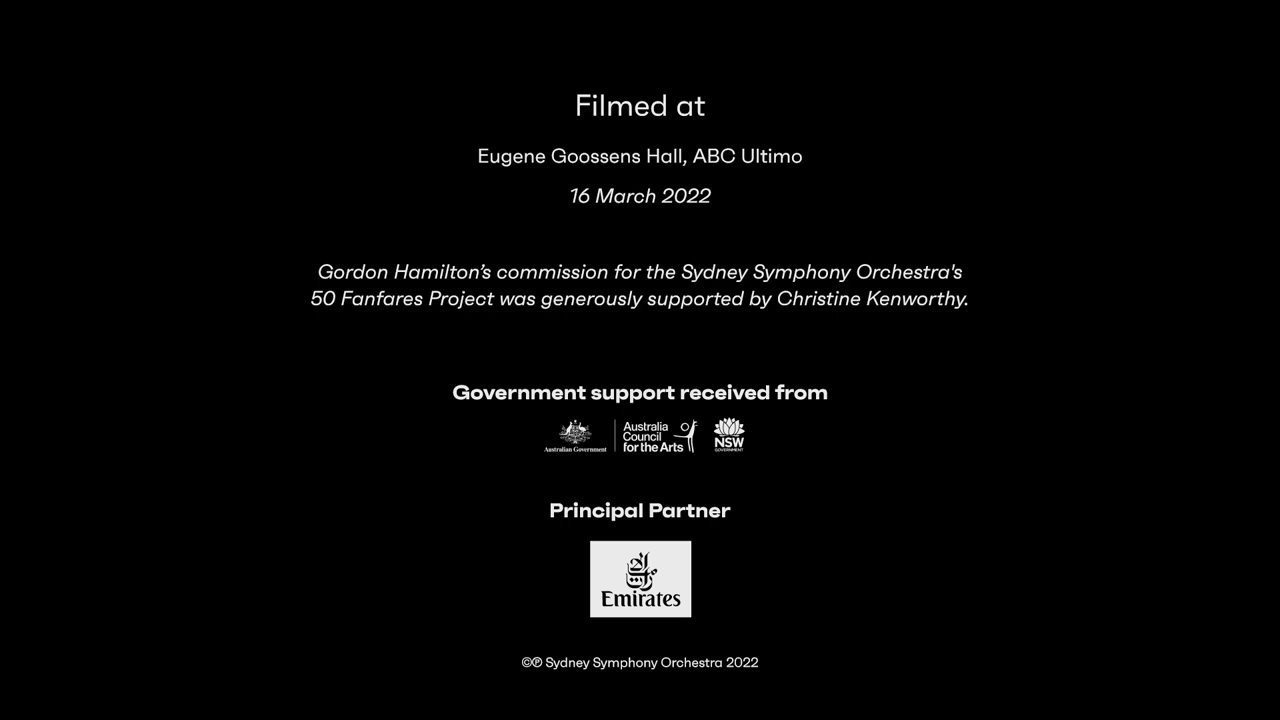 Filmed at
Eugene Goossens Hall, ABC Ultimo
16 March 2022
Gordon Hamilton’s commission for the Sydney Symphony Orchestra's
50 Fanfares Project was generously supported by Christine Kenworthy.
Government support received from
Australian Government
Australia
Council
for the Arts
NSW
GOVERNMENT
Principal Partner
Emirates
©℗ Sydney Symphony Orchestra 2022